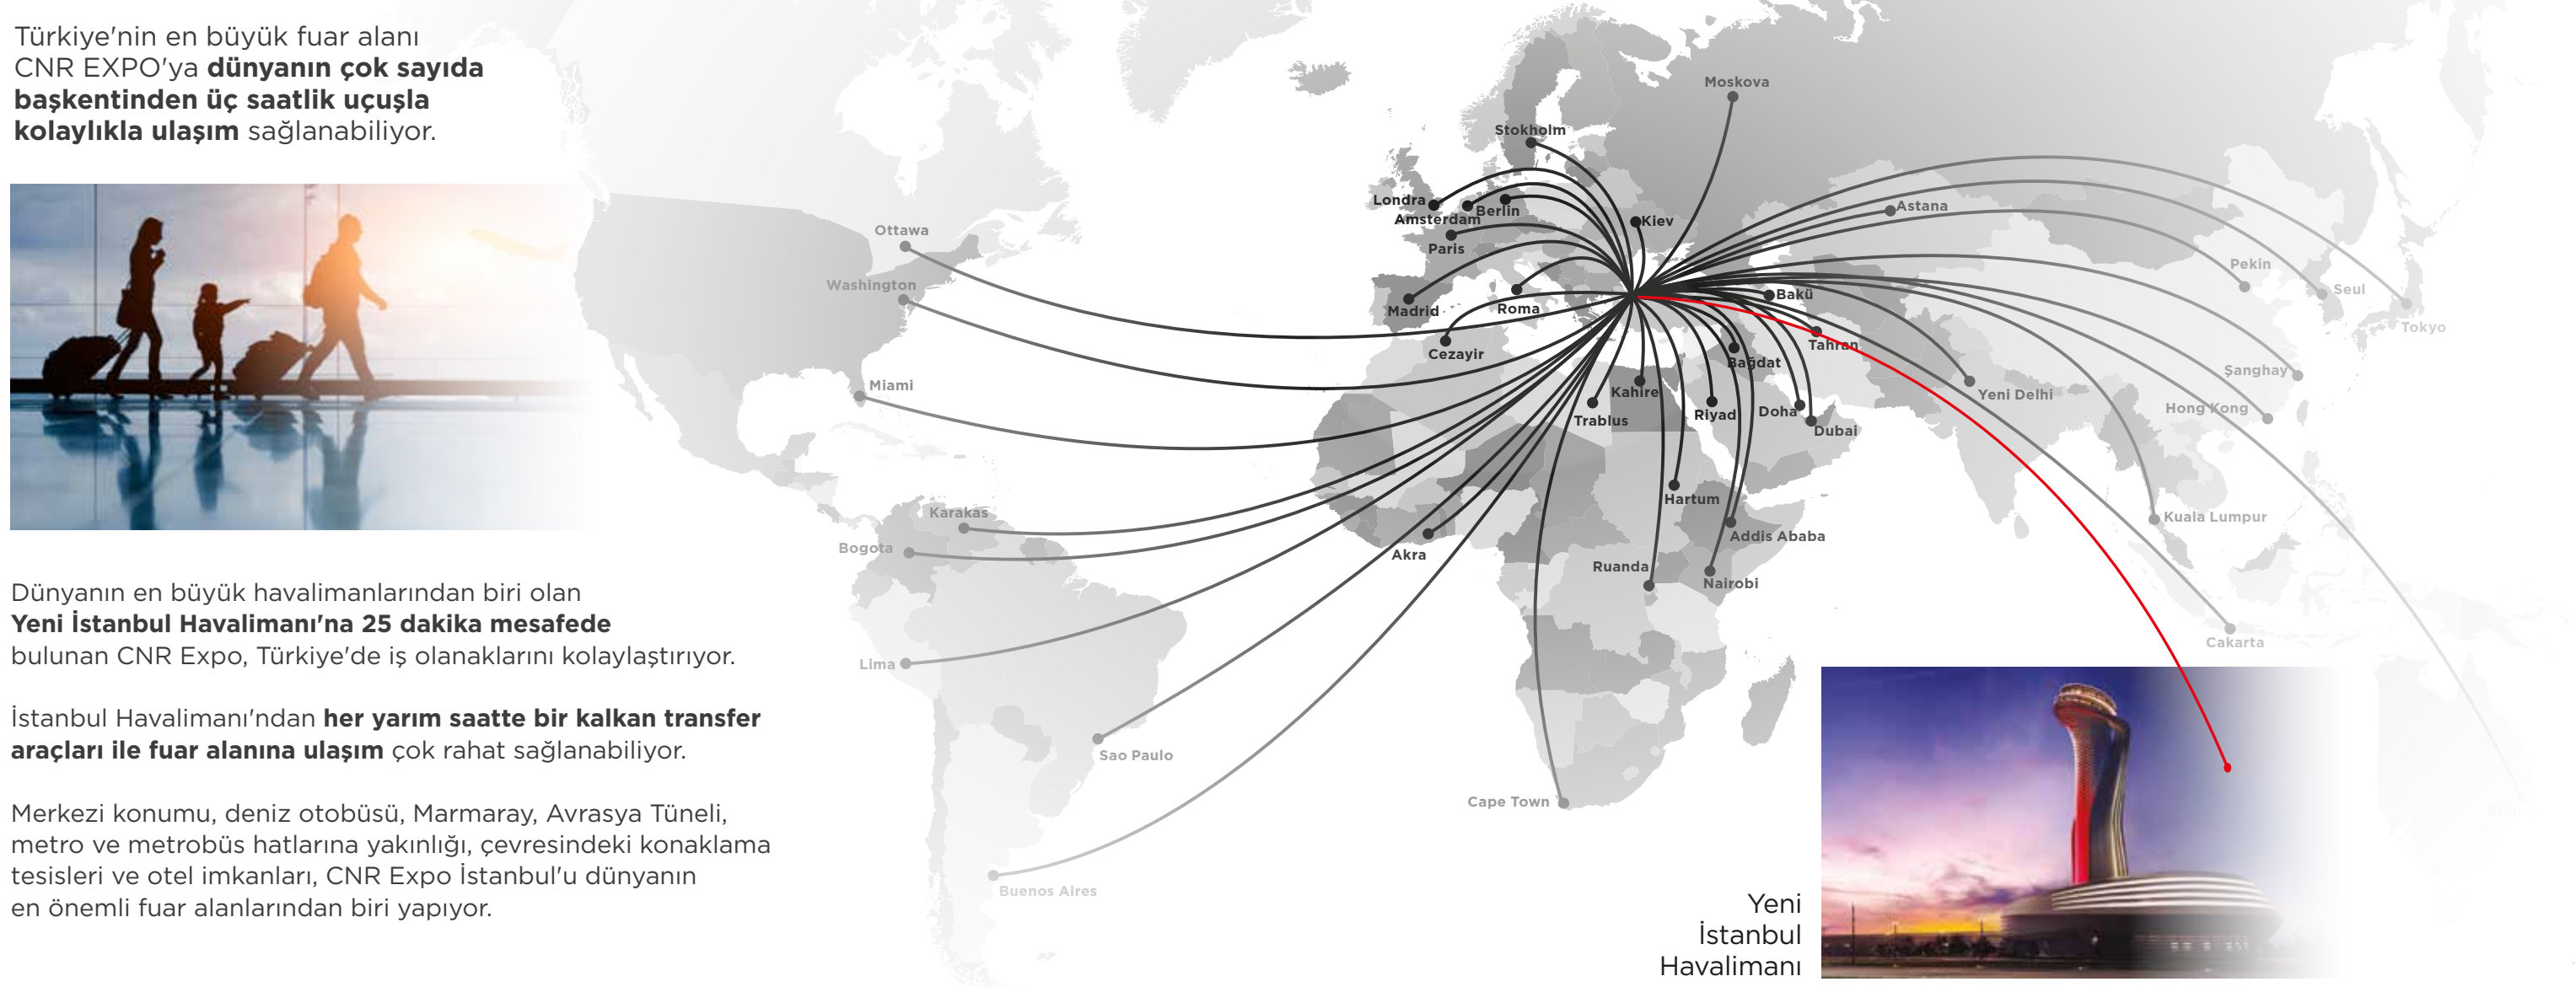 Türkiye'nin en büyük fuar alanı
CNR EXPO'ya dünyanın çok sayıda
başkentinden üç saatlik uçuşla
kolaylıkla ulaşım sağlanabiliyor.
Dünyanın en büyük havalimanlarından biri olan
Yeni İstanbul Havalimanı'na 25 dakika mesafede
bulunan CNR Expo, Türkiye'de iş olanaklarını kolaylaştırıyor.
İstanbul Havalimanı'ndan her yarım saatte bir kalkan transfer
araçları ile fuar alanına ulaşım çok rahat sağlanabiliyor.
Merkezi konumu, deniz otobüsü, Marmaray, Avrasya Tüneli,
metro ve metrobüs hatlarına yakınlığı, çevresindeki konaklama
tesisleri ve otel imkanları, CNR Expo İstanbul'u dünyanın
en önemli fuar alanlarından biri yapıyor.
Ottawa
Washington
Miami
Karakas
Bogota
Lima
Sao Paulo
Buenos Aires
Moskova
Stokholm
Londra
Amsterdam
Berlin
Paris
Kiev
Madrid
Roma
Cezayir
Astana
Bakü
Tahran
Bağdat
Kahire
Trablus
Riyad
Doha
Dubai
Hartum
Addis Ababa
Akra
Ruanda
Nairobi
Cape Town
Pekin
Seul
Tokyo
Şanghay
Yeni Delhi
Hong Kong
Kuala Lumpur
Cakarta
Yeni
İstanbul
Havalimanı